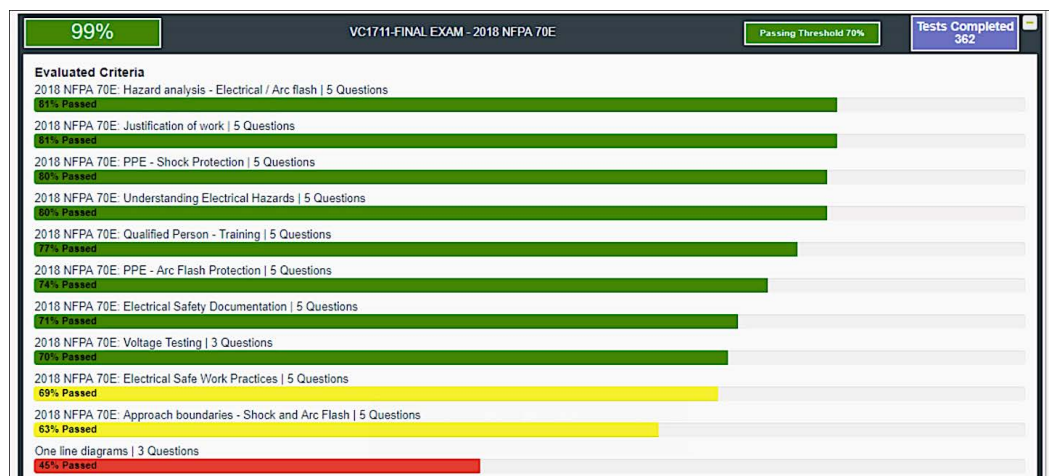 99%
VC1711-FINAL EXAM - 2018 NFPA 70E
Passing Threshold 70%
Tests Completed
362
Evaluated Criteria
2018 NFPA 70E: Hazard analysis - Electrical / Arc flash | 5 Questions
81% Passed
2018 NFPA 70E: Justification of work | 5 Questions
81% Passed
2018 NFPA 70E: PPE - Shock Protection | 5 Questions
80% Passed
2018 NFPA 70E: Understanding Electrical Hazards | 5 Questions
80% Passed
2018 NFPA 70E: Qualified Person - Training | 5 Questions
77% Passed
2018 NFPA 70E: PPE - Arc Flash Protection | 5 Questions
74% Passed
2018 NFPA 70E: Electrical Safety Documentation | 5 Questions
71% Passed
2018 NFPA 70E: Voltage Testing | 3 Questions
70% Passed
2018 NFPA 70E: Electrical Safe Work Practices | 5 Questions
69% Passed
2018 NFPA 70E: Approach boundaries - Shock and Arc Flash | 5 Questions
63% Passed
One line diagrams | 3 Questions
45% Passed